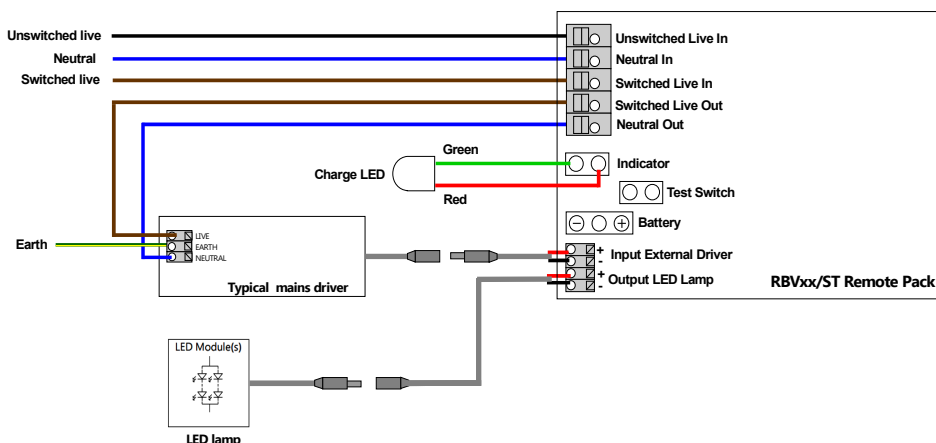 Unswitched live
Neutral
Switched live
Unswitched Live In
Neutral In
Switched Live In
Switched Live Out
Neutral Out
Green
Charge LED
Red
Indicator
Test Switch
Battery
Earth
LIVE
EARTH
NEUTRAL
Typical mains driver
+ Input External Driver
-
+ Output LED Lamp
-
RBVxx/ST Remote Pack
LED Module(s)
LED lamp